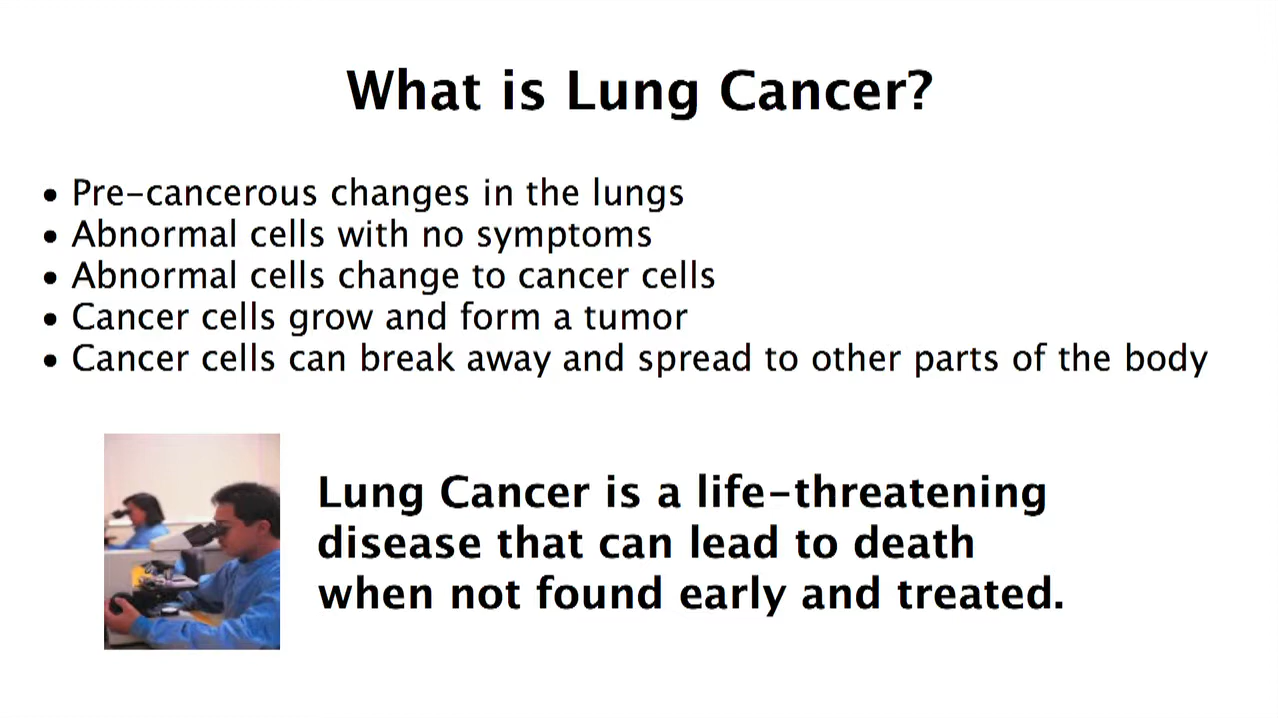 What is Lung Cancer?
• Pre-cancerous changes in the lungs
• Abnormal cells with no symptoms
• Abnormal cells change to cancer cells
• Cancer cells grow and form a tumor
• Cancer cells can break away and spread to other parts of the body
Lung Cancer is a life-threatening
disease that can lead to death
when not found early and treated.